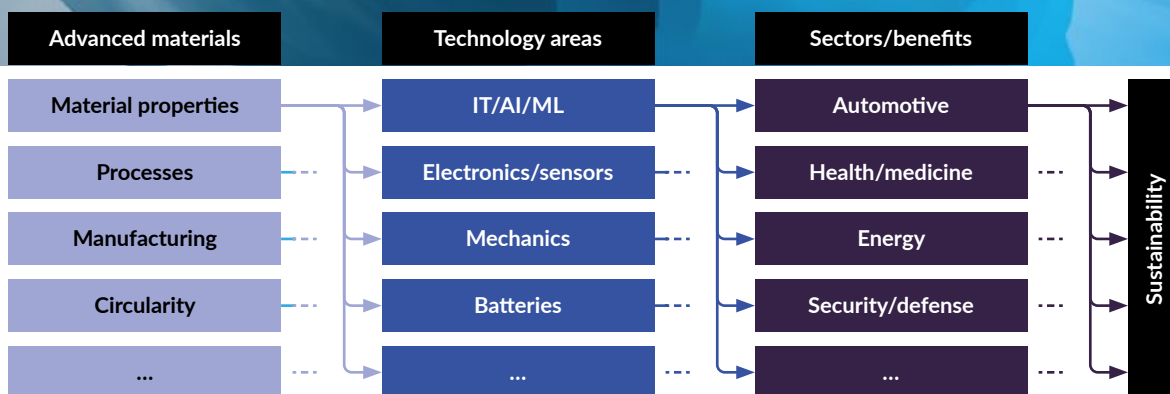 Advanced materials
Technology areas
Sectors/benefits
Material properties
IT/AI/ML
Automotive
Processes
Electronics/sensors
Health/medicine
Manufacturing
Mechanics
Energy
Circularity
Batteries
Security/defense
...
...
...
Sustainability